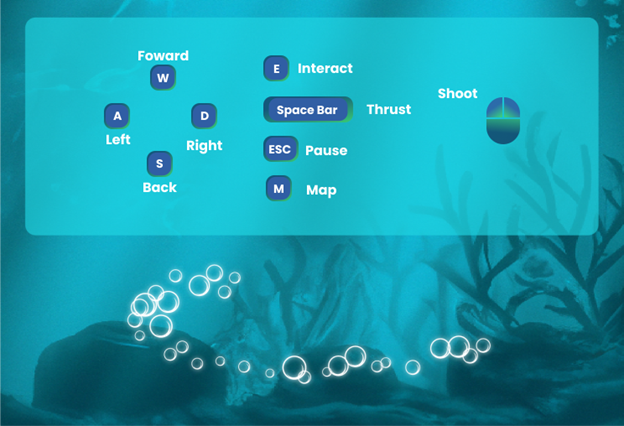 Foward
W
A
Left
D
Right
S
Back
E Interact
Space Bar Thrust
ESC Pause
M Map
Shoot